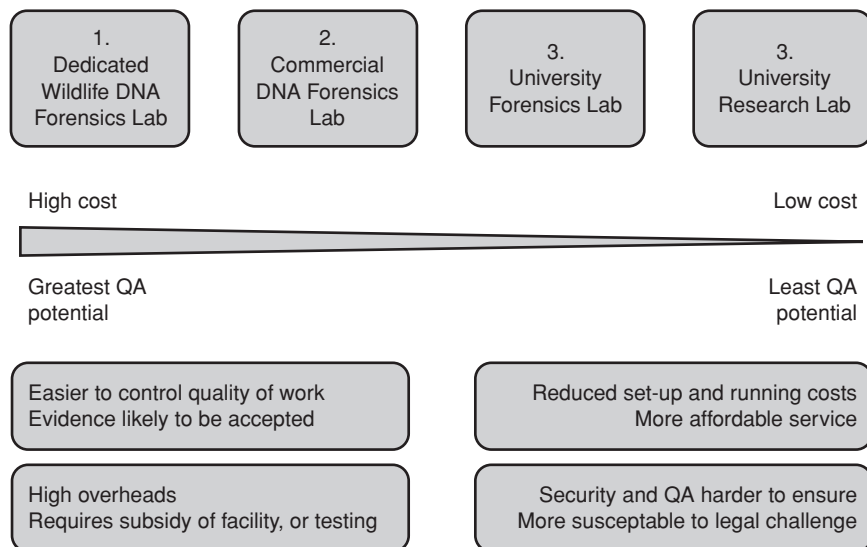 1.
Dedicated
Wildlife DNA
Forensics Lab
2.
Commercial
DNA Forensics
Lab
3.
University
Forensics Lab
3.
University
Research Lab
High cost
Low cost
Greatest QA
potential
Least QA
potential
Easier to control quality of work
Evidence likely to be accepted
Reduced set-up and running costs
More affordable service
High overheads
Requires subsidy of facility, or testing
Security and QA harder to ensure
More susceptable to legal challenge